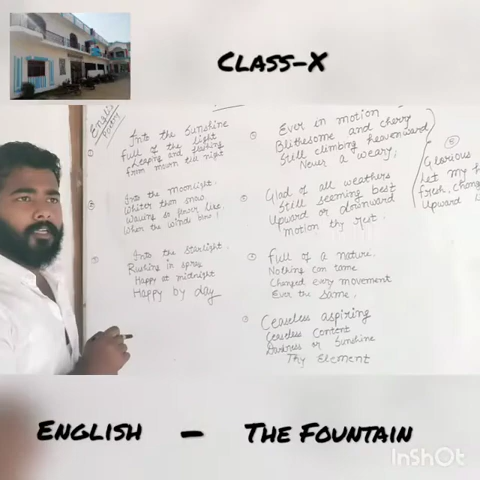 CLASS-X
English
Poetry
Into the Sunshine
Full of the light
Leaping and flashing
From moon till night
Into the Moonlight.
Whiter than snow.
Waving so flower like
When the winds blow!
Into the Starlight.
Rushing in spray
Happy at midnight
Happy by day
Ever in motion
Blithesome and cherry
Still climbing heavenward
Never a weary,
Glad of all weathers
Still seeming best
Upward or downward
Motion thy rest.
Full of a nature.
Nothing can tame
Changed every movement
Ever the same.
Ceaseless aspiring
Ceaseless content
Darkness or Sunshine
Thy Element
Glorious
Let my
Fresh, chang
Upward
ENGLISH - THE FOUNTAIN
InShOt